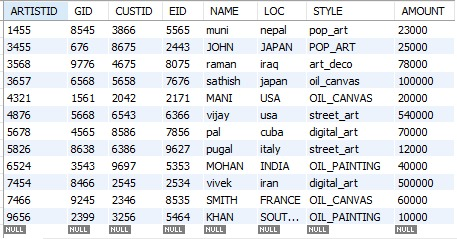 ARTISTID GID CUSTID EID NAME LOC STYLE AMOUNT
1455 8545 3866 5565 muni nepal pop_art 23000
3455 676 8675 2443 JOHN JAPAN POP_ART 25000
3568 9776 4675 8075 raman iraq art_deco 78000
3657 6568 5658 7676 sathish japan oil_canvas 100000
4321 1561 2042 2171 MANI USA OIL_CANVAS 20000
4876 5668 6543 6366 vijay usa street_art 540000
5678 4565 8586 7856 pal cuba digital_art 70000
5826 8638 6386 9627 pugal italy street_art 12000
6524 3543 9697 5353 MOHAN INDIA OIL_PAINTING 40000
7454 8466 2545 2534 vivek iran digital_art 500000
7466 9245 2346 8535 SMITH FRANCE OIL_CANVAS 60000
9656 2399 3256 5464 KHAN SOUT... OIL_PAINTING 10000
NULL NULL NULL NULL NULL NULL NULL NULL